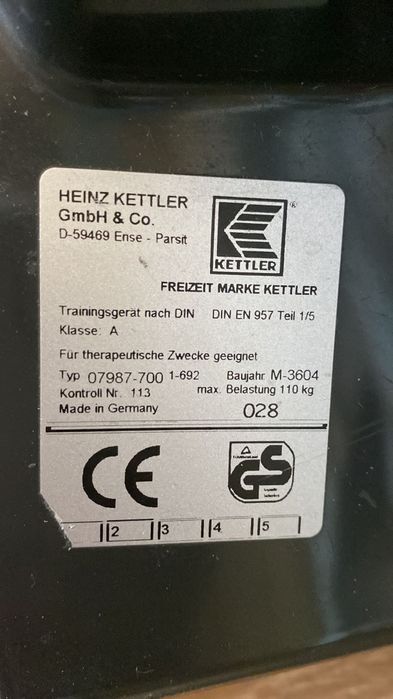 HEINZ KETTLER
GmbH & Co.
D-59469 Ense - Parsit
®
KETTLER
FREIZEIT MARKE KETTLER
Trainingsgerät nach DIN DIN EN 957 Teil 1/5
Klasse: A
Für therapeutische Zwecke geeignet
Typ 07987-700 1-692 Baujahr M-3604
Kontroll Nr. 113 max. Belastung 110 kg
Made in Germany 028
CE
GS
2 3 4 5